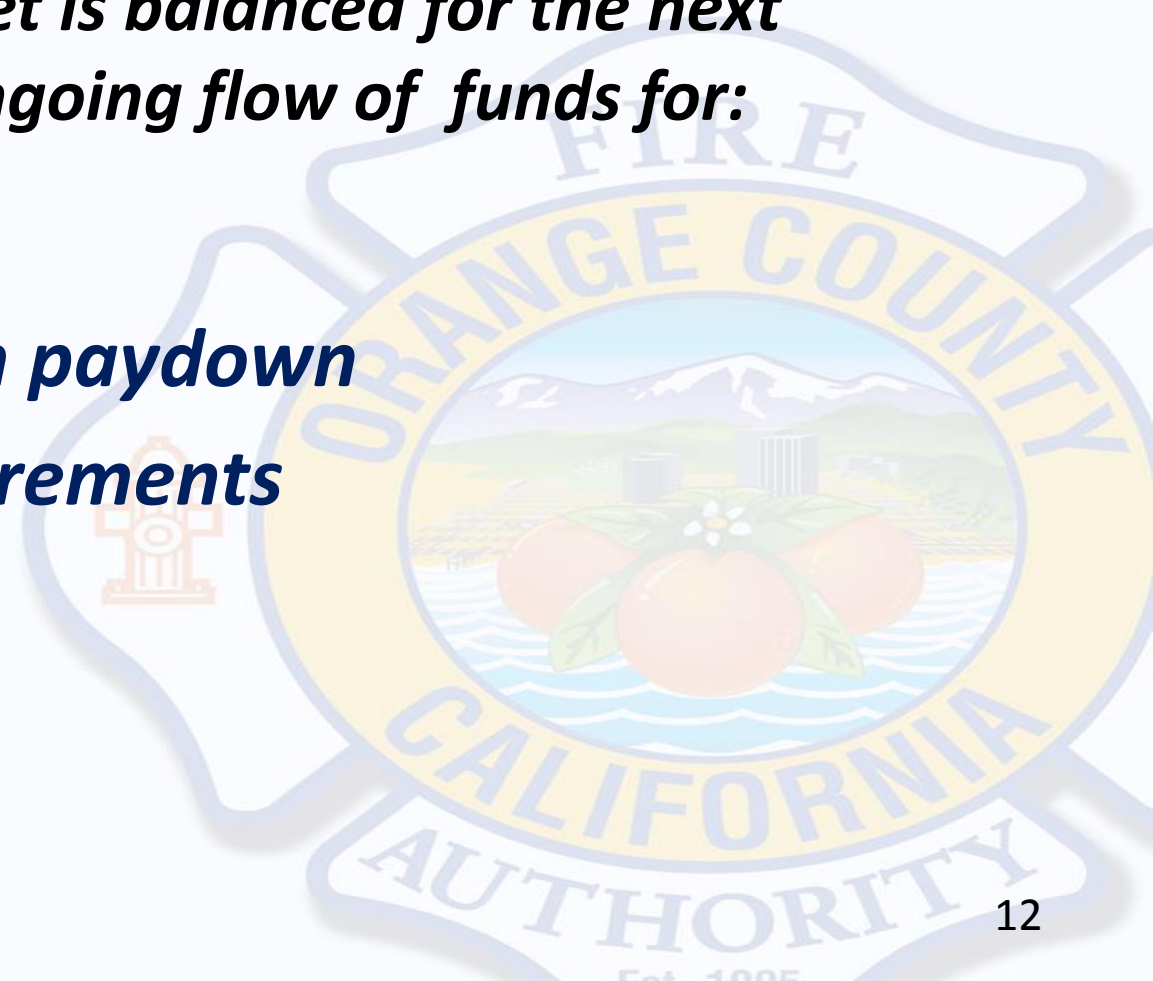 et is balanced for the next
ngoing flow of funds for:
n paydown
rements
FIRE
ORANGE COUNTY
CALIFORNIA
AUTHORITY
12